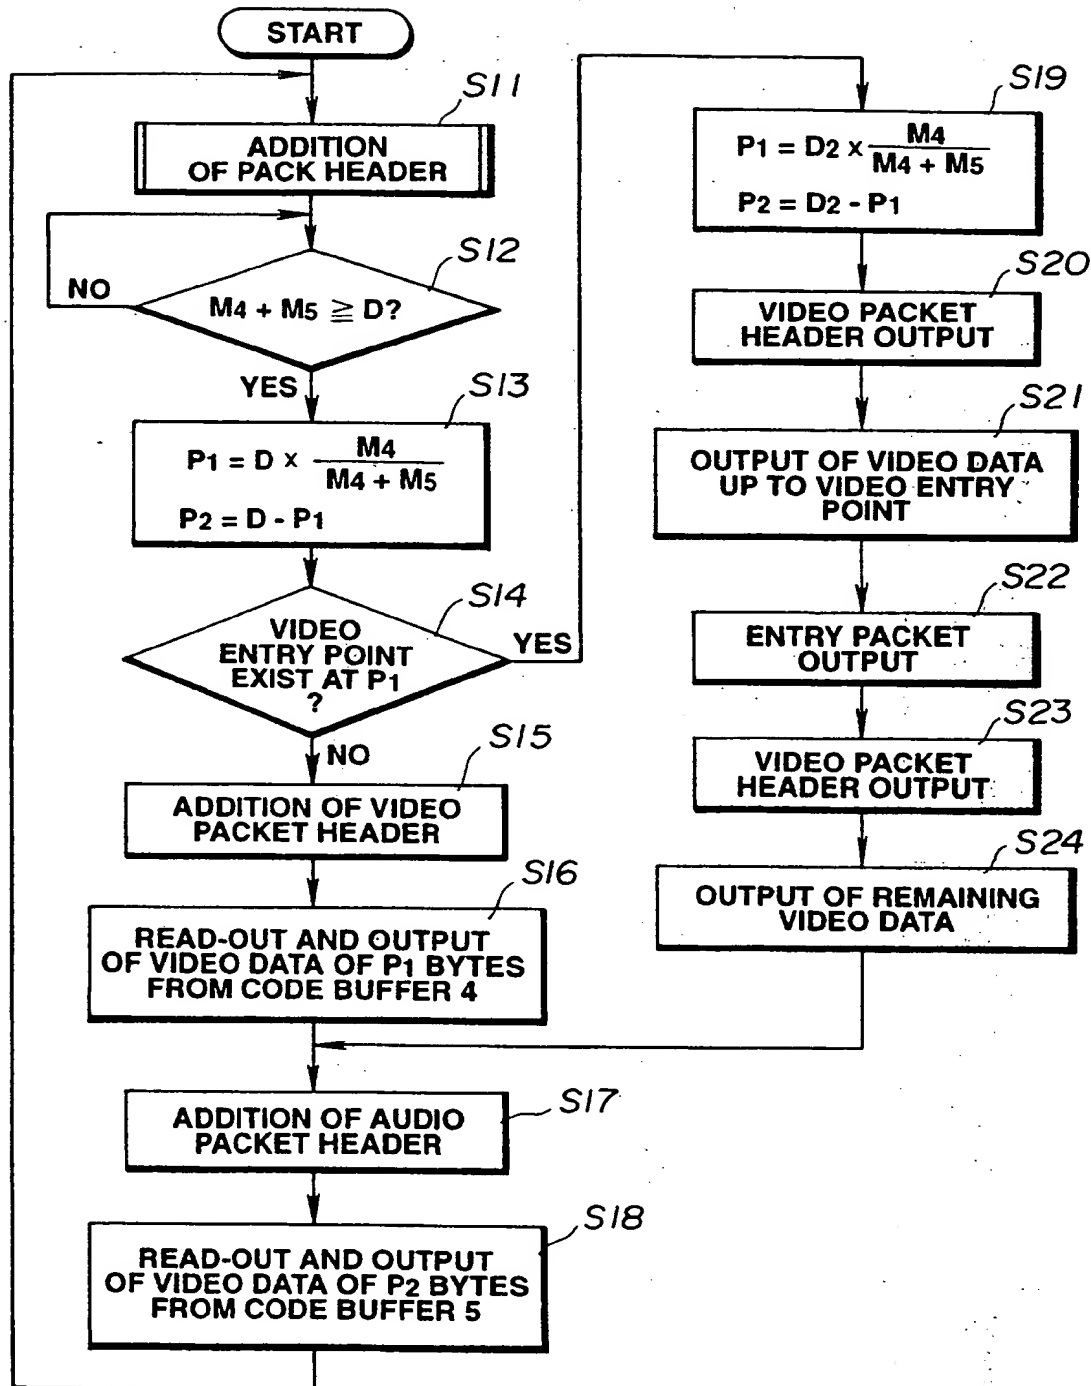 START
S11
ADDITION
OF PACK HEADER
S12
NO
M4 + M5 ≧ D?
YES
S13
P1 = D × M4
M4 + M5
P2 = D - P1
S14
VIDEO
ENTRY POINT
EXIST AT P1
?
YES
NO
S15
ADDITION OF VIDEO
PACKET HEADER
S16
READ-OUT AND OUTPUT
OF VIDEO DATA OF P1 BYTES
FROM CODE BUFFER 4
S17
ADDITION OF AUDIO
PACKET HEADER
S18
READ-OUT AND OUTPUT
OF VIDEO DATA OF P2 BYTES
FROM CODE BUFFER 5
S19
P1 = D2 × M4
M4 + M5
P2 = D2 - P1
S20
VIDEO PACKET
HEADER OUTPUT
S21
OUTPUT OF VIDEO DATA
UP TO VIDEO ENTRY
POINT
S22
ENTRY PACKET
OUTPUT
S23
VIDEO PACKET
HEADER OUTPUT
S24
OUTPUT OF REMAINING
VIDEO DATA